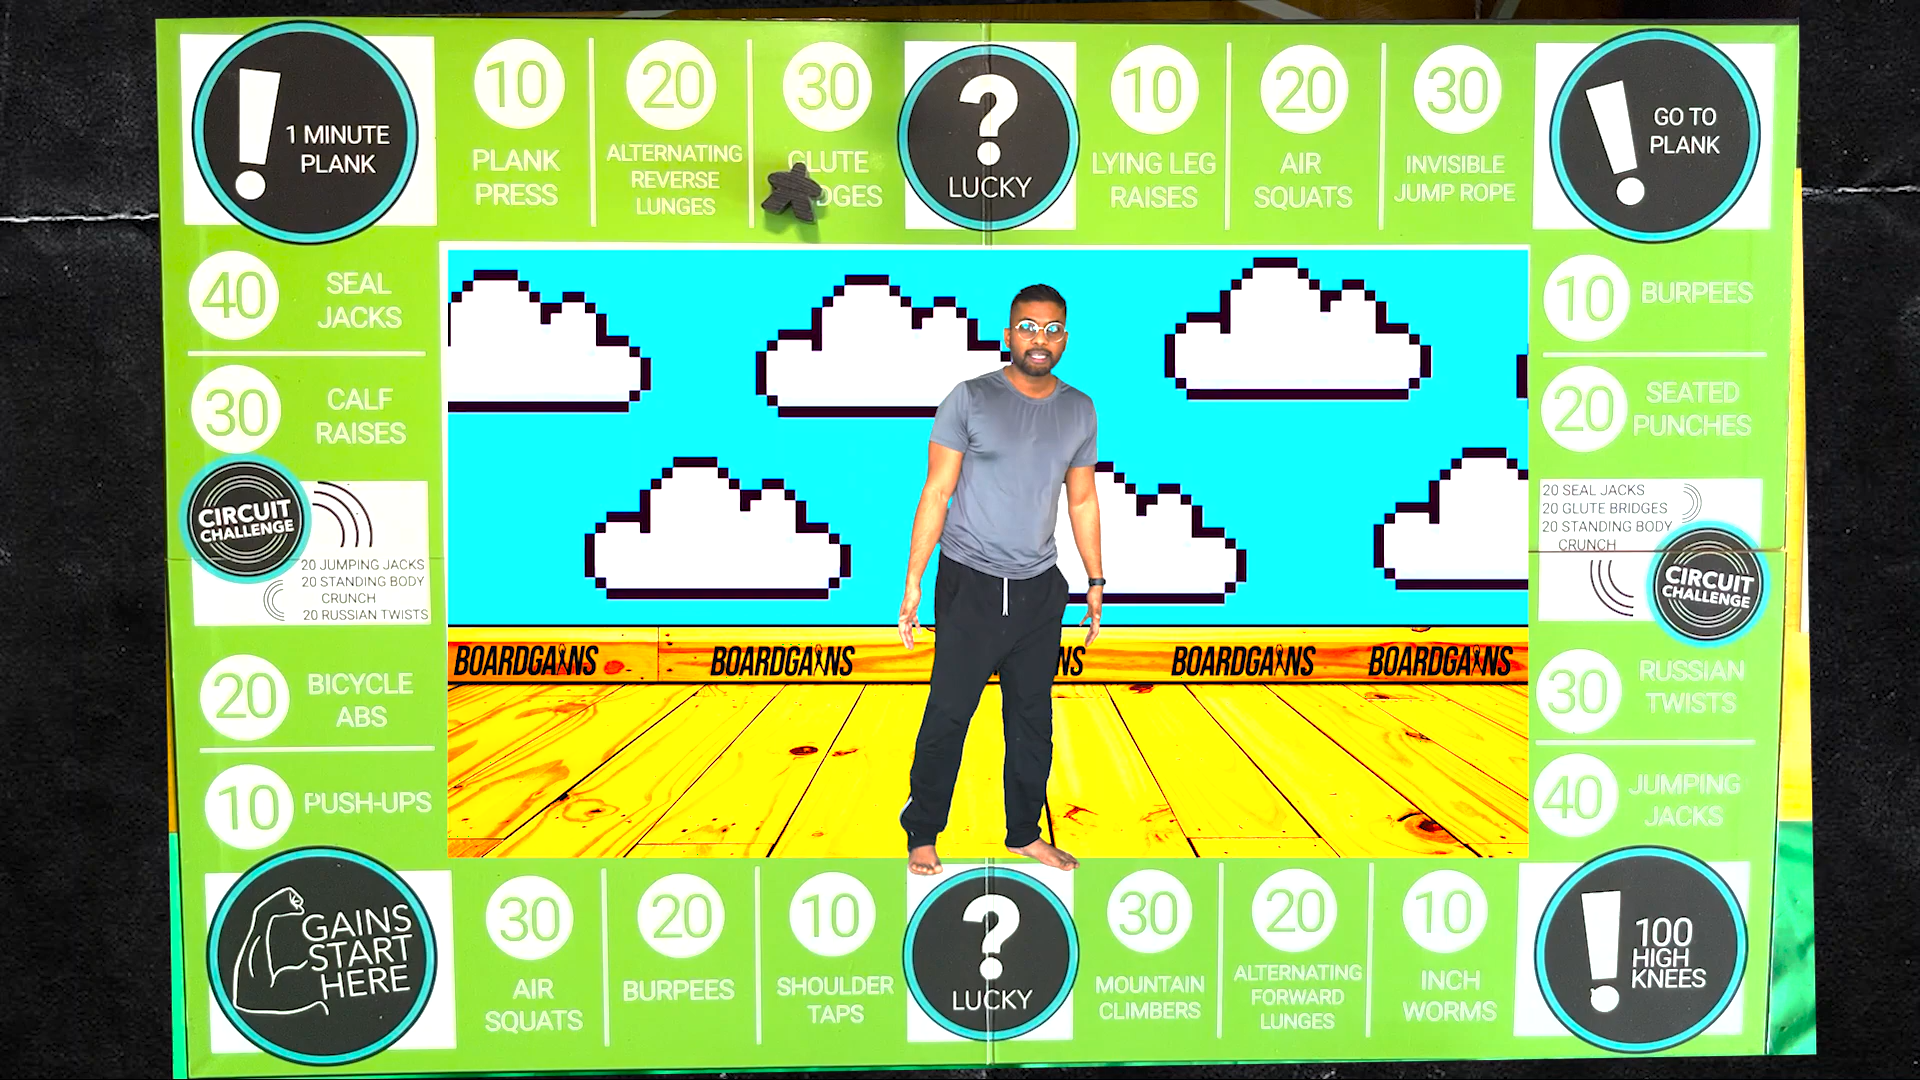 1 MINUTE
PLANK
10
PLANK
PRESS
20
ALTERNATING
REVERSE
LUNGES
30
GLUTE
?
LUCKY
10
LYING LEG
RAISES
20
AIR
SQUATS
30
INVISIBLE
JUMP ROPE
!
GO TO
PLANK
!
40
SEAL
JACKS
30
CALF
RAISES
CIRCUIT
CHALLENGE
20 JUMPING JACKS
20 STANDING BODY
CRUNCH
20 RUSSIAN TWISTS
20
BICYCLE
ABS
10
PUSH-UPS
10
BURPEES
20
SEATED
PUNCHES
20 SEAL JACKS
20 GLUTE BRIDGES
20 STANDING BODY
CRUNCH
CIRCUIT
CHALLENGE
30
RUSSIAN
TWISTS
40
JUMPING
JACKS
BOARDGAINS
BOARDGAINS
NS
BOARDGAINS
BOARDGAINS
GAINS
START
HERE
30
AIR
SQUATS
20
BURPEES
10
SHOULDER
TAPS
?
LUCKY
30
MOUNTAIN
CLIMBERS
20
ALTERNATING
FORWARD
LUNGES
10
INCH
WORMS
!
100
HIGH
KNEES